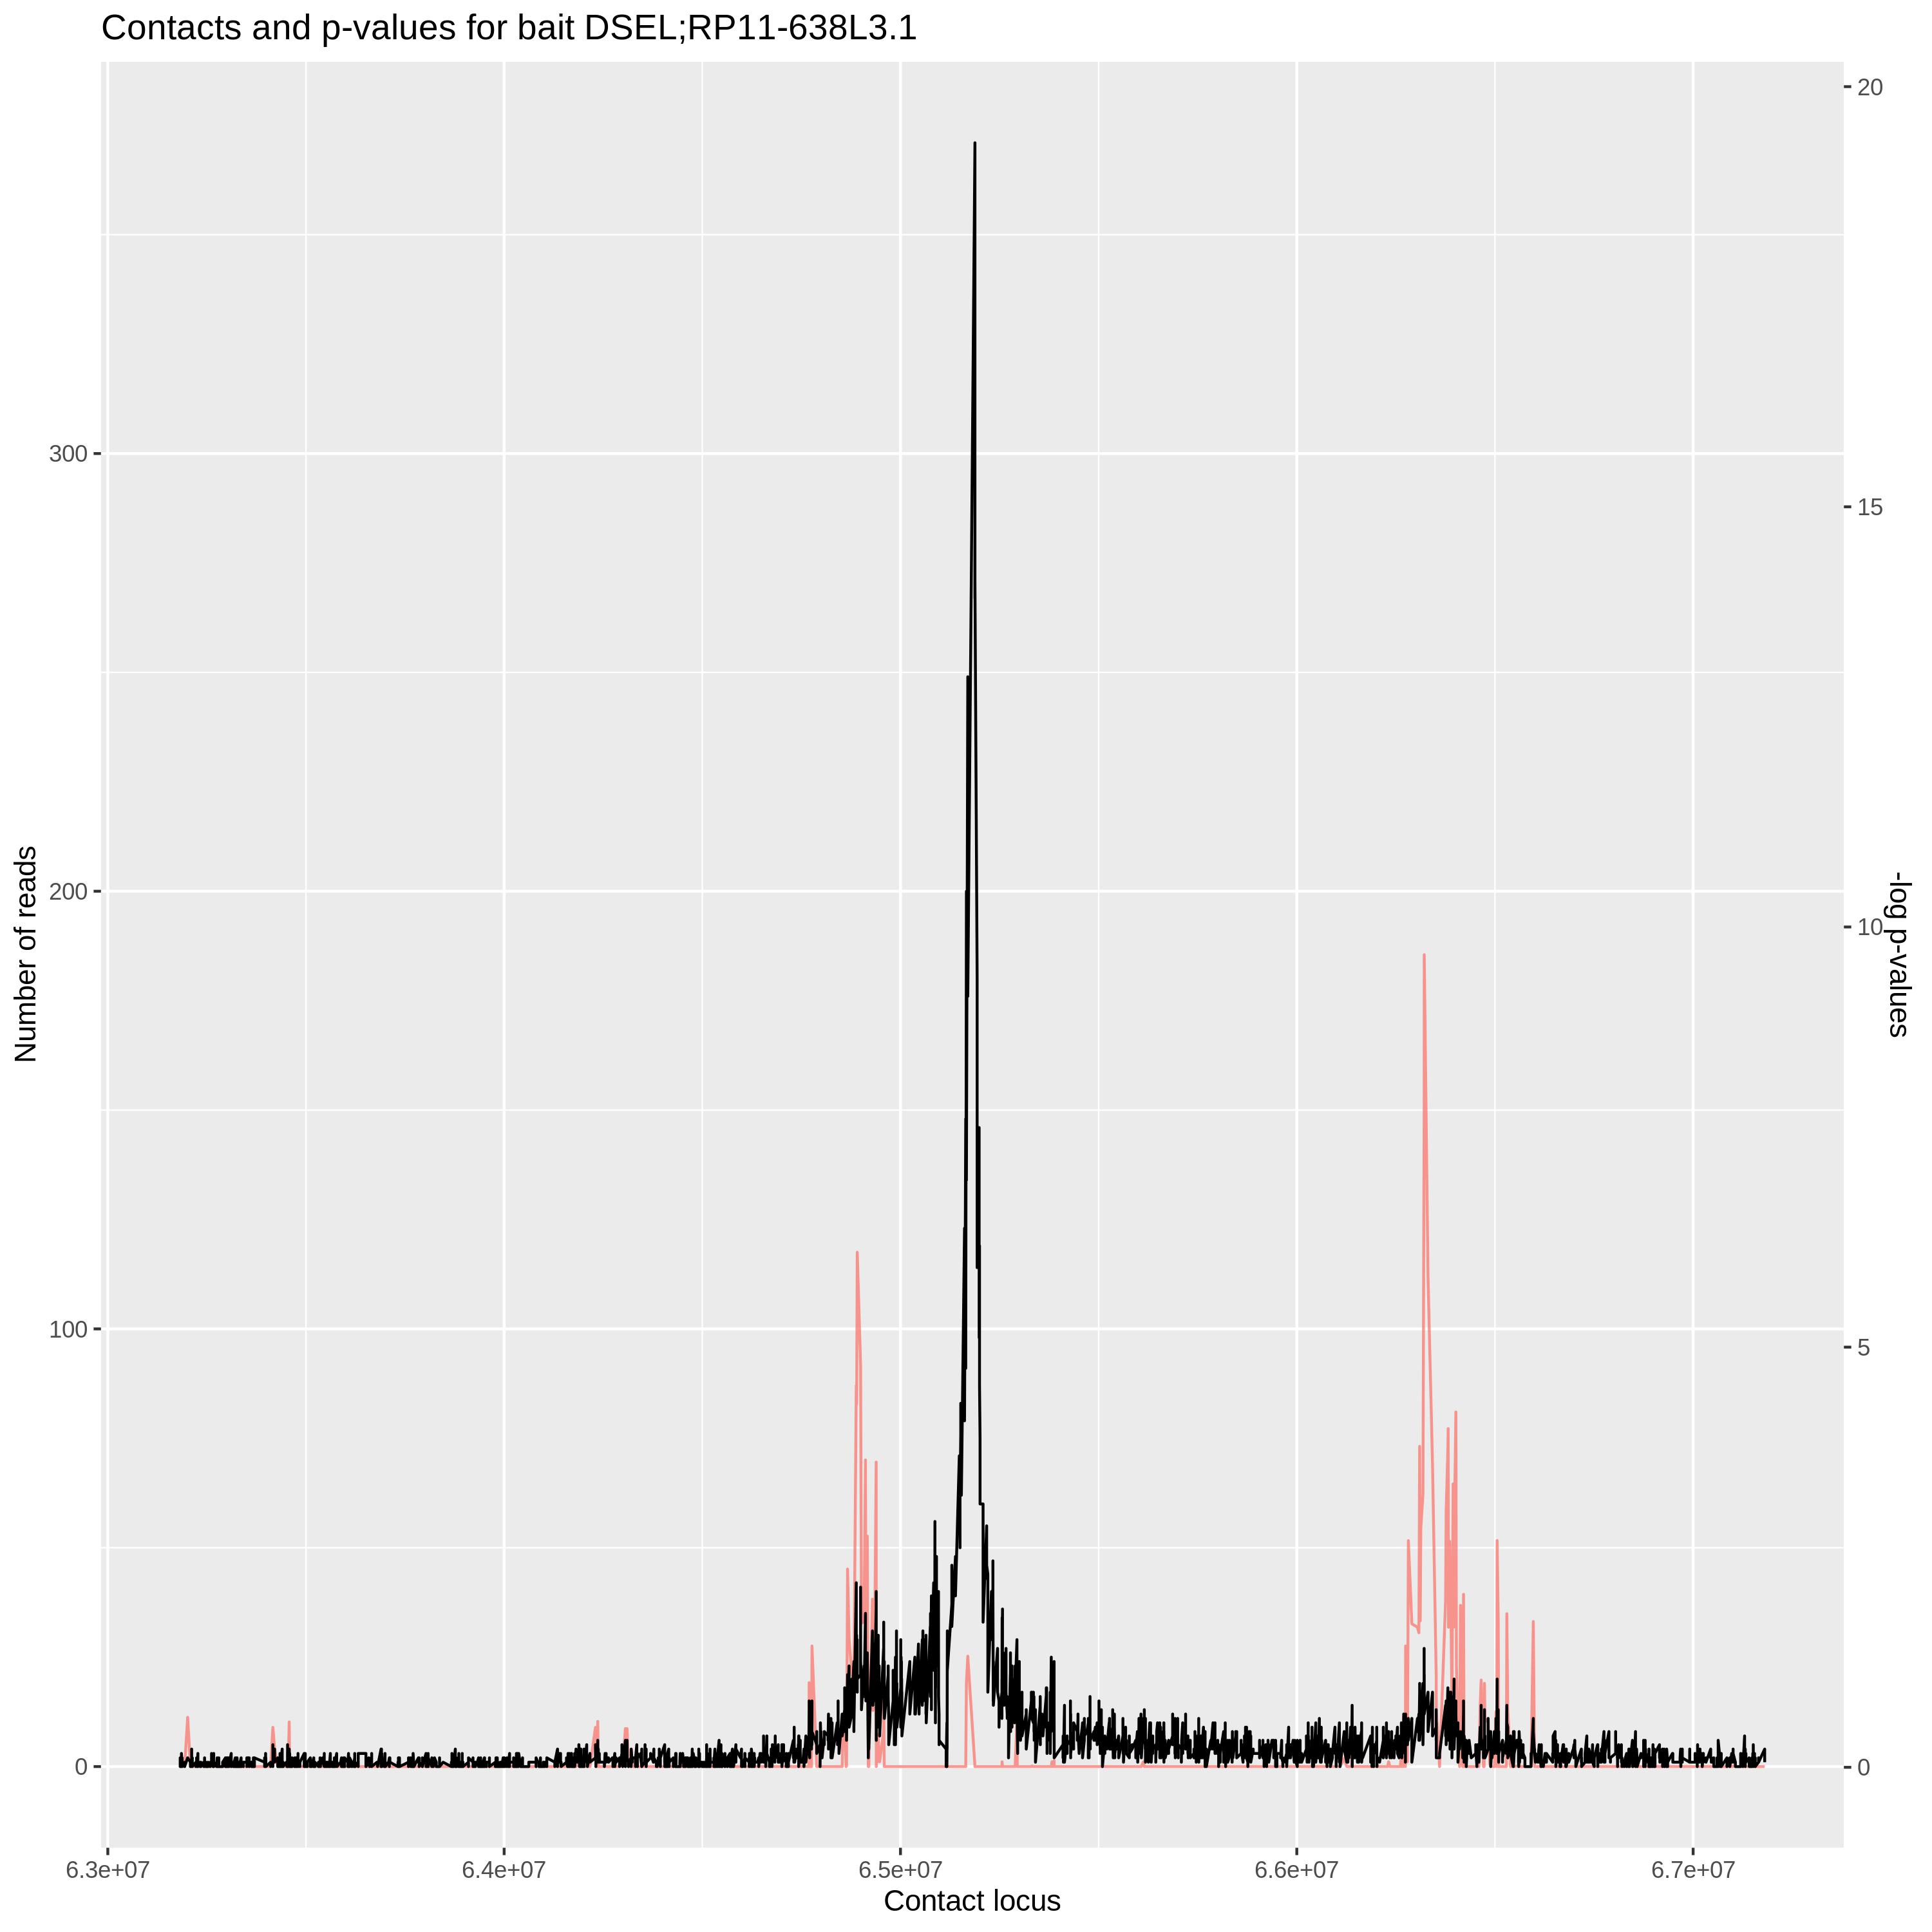 Contacts and p-values for bait DSEL;RP11-638L3.1
Number of reads
300
200
100
0
20
15
10
5
0
-log p-values
6.3e+07 6.4e+07 6.5e+07 6.6e+07 6.7e+07
Contact locus